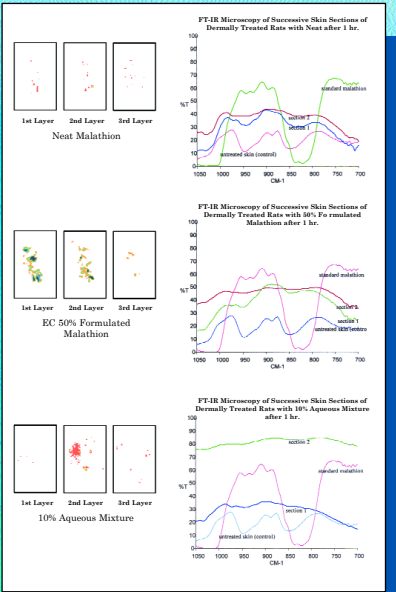 FT-IR Microscopy of Successive Skin Sections of
Dermally Treated Rats with Neat after 1 hr.
1st Layer 2nd Layer 3rd Layer
Neat Malathion
100
90
80
70
60
50
40
30
20
10
0
%T
standard malathion
section 2
section 1
untreated skin (control)
1050 1000 950 900 850 800 750 700
CM-1
FT-IR Microscopy of Successive Skin Sections of
Dermally Treated Rats with 50% Fo rmulated
Malathion after 1 hr.
1st Layer 2nd Layer 3rd Layer
EC 50% Formulated
Malathion
100
90
80
70
60
50
40
30
20
10
0
%T
standard malathion
section 2
section 1
untreated skin
1050 1000 950 900 850 800 750 700
CM-1
FT-IR Microscopy of Successive Skin Sections of
Dermally Treated Rats with 10% Aqueous Mixture
after 1 hr.
1st Layer 2nd Layer 3rd Layer
10% Aqueous Mixture
100
90
80
70
60
50
40
30
20
10
0
%T
section 2
standard malathion
section 1
untreated skin (control)
1050 1000 950 900 850 800 750 700
CM-1